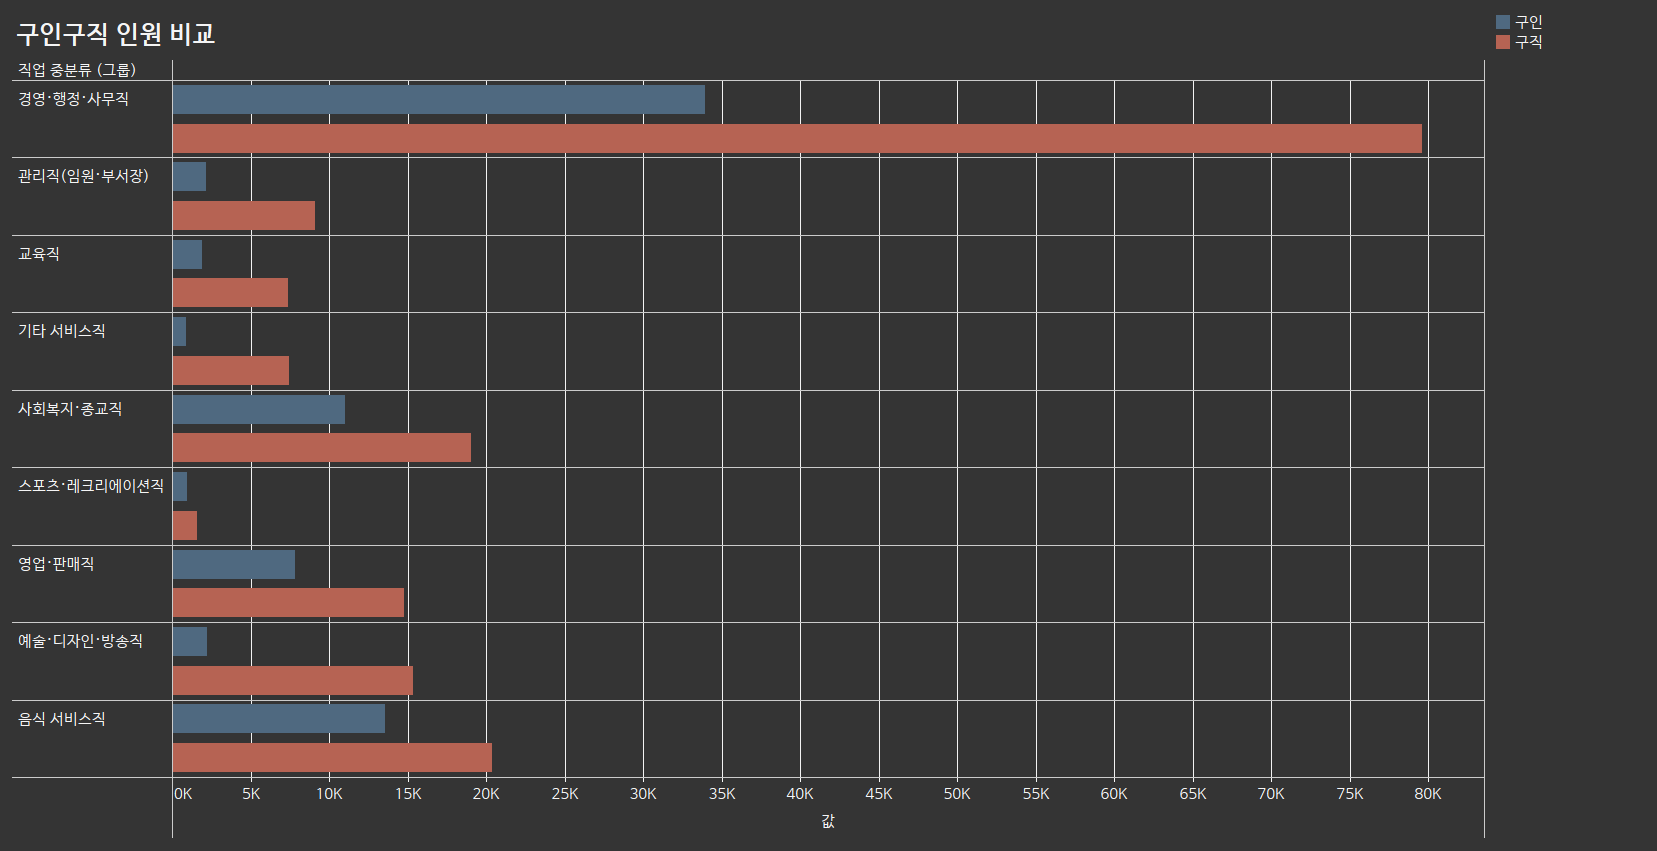 구인구직 인원 비교
구인
구직
직업 중분류 (그룹)
경영·행정·사무직
관리직(임원·부서장)
교육직
기타 서비스직
사회복지·종교직
스포츠·레크리에이션직
영업·판매직
예술·디자인·방송직
음식 서비스직
0K 5K 10K 15K 20K 25K 30K 35K 40K 45K 50K 55K 60K 65K 70K 75K 80K
값